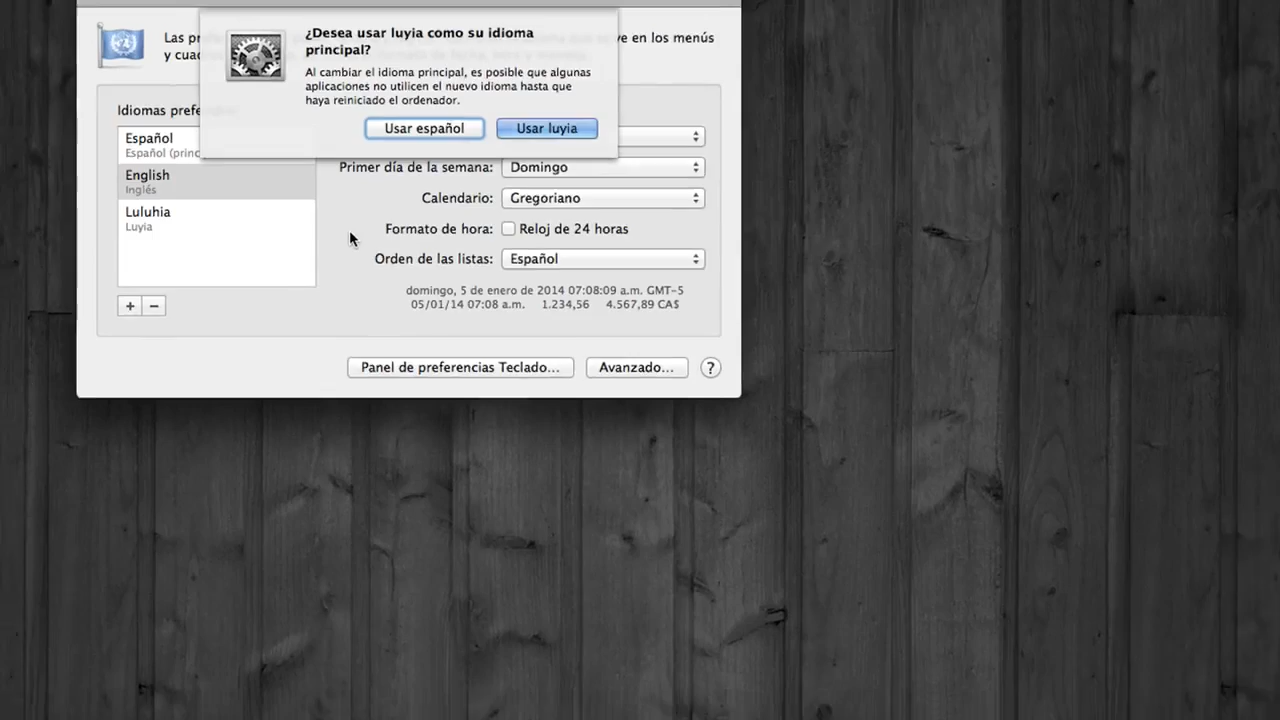 ¿Desea usar luyia como su idioma
principal?
Al cambiar el idioma principal, es posible que algunas
aplicaciones no utilicen el nuevo idioma hasta que
haya reiniciado el ordenador.
Usar español
Usar luyia
Las
ve en los menús
y
Idiomas
Español
Español
English
Inglés
Luluhia
Luyia
+
−
Primer día de la semana: Domingo
Calendario: Gregoriano
Formato de hora: Reloj de 24 horas
Orden de las listas: Español
domingo, 5 de enero de 2014 07:08:09 a.m. GMT-5
05/01/14 07:08 a.m. 1.234,56 4.567,89 CA$
Panel de preferencias Teclado...
Avanzado...
?